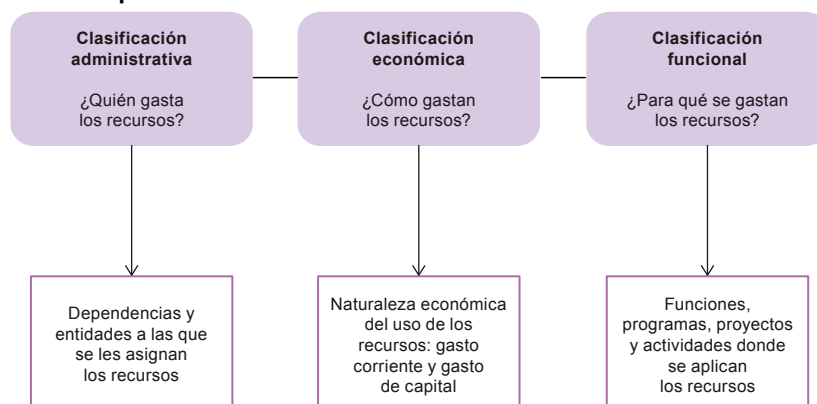 Clasificación
administrativa
¿Quién gasta
los recursos?
Clasificación
económica
¿Cómo gastan
los recursos?
Clasificación
funcional
¿Para qué se gastan
los recursos?
Dependencias y
entidades a las que
se les asignan
los recursos
Naturaleza económica
del uso de los
recursos: gasto
corriente y gasto
de capital
Funciones,
programas, proyectos
y actividades donde
se aplican
los recursos